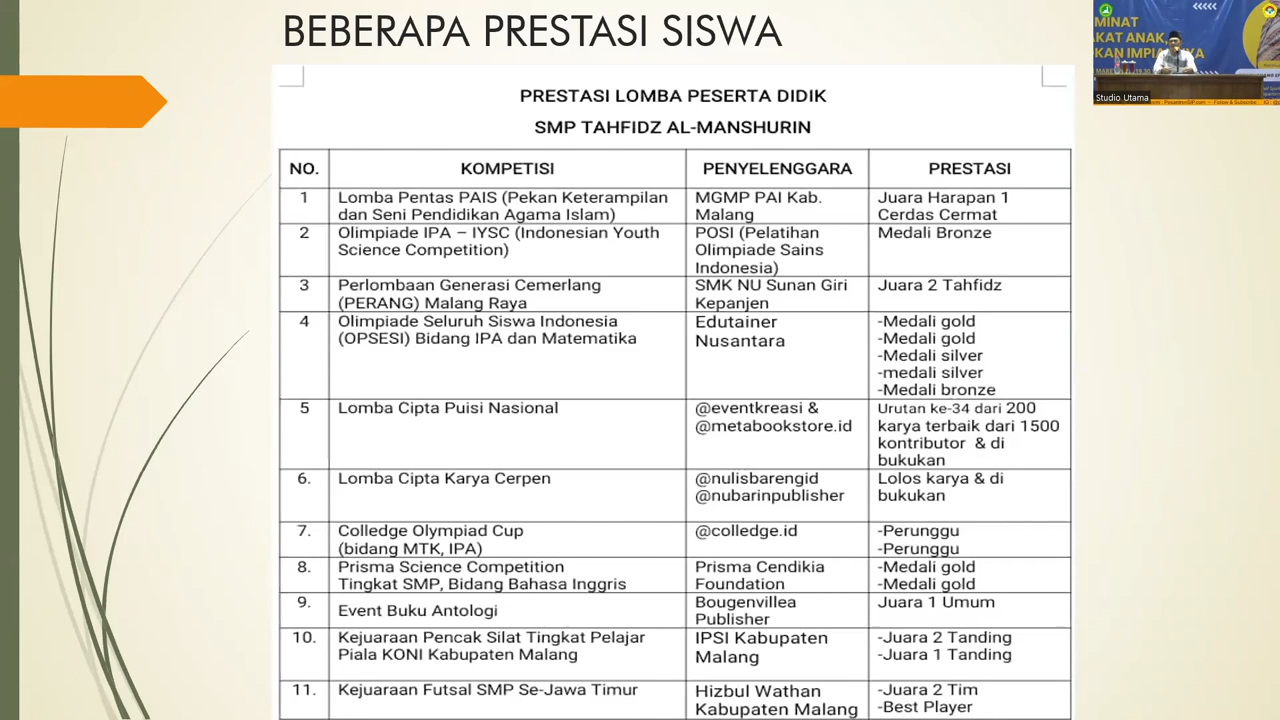 BEBERAPA PRESTASI SISWA
PRESTASI LOMBA PESERTA DIDIK
SMP TAHFIDZ AL-MANSHURIN
NO. KOMPETISI PENYELENGGARA PRESTASI
1 Lomba Pentas PAIS (Pekan Keterampilan MGMP PAI Kab. Juara Harapan 1
dan Seni Pendidikan Agama Islam) Malang Cerdas Cermat
2 Olimpiade IPA – IYSC (Indonesian Youth POSI (Pelatihan Medali Bronze
Science Competition) Olimpiade Sains
Indonesia)
3 Perlombaan Generasi Cemerlang SMK NU Sunan Giri Juara 2 Tahfidz
(PERANG) Malang Raya Kepanjen
4 Olimpiade Seluruh Siswa Indonesia Edutainer -Medali gold
(OPSESI) Bidang IPA dan Matematika Nusantara -Medali gold
-Medali silver
-medali silver
-Medali bronze
5 Lomba Cipta Puisi Nasional @eventkreasi & Urutan ke-34 dari 200
@metabookstore.id karya terbaik dari 1500
kontributor & di
bukukan
6. Lomba Cipta Karya Cerpen @nulisbarengid Lolos karya & di
@nubarinpublisher bukukan
7. Colledge Olympiad Cup @colledge.id -Perunggu
(bidang MTK, IPA) -Perunggu
8. Prisma Science Competition Prisma Cendikia -Medali gold
Tingkat SMP, Bidang Bahasa Inggris Foundation -Medali gold
9. Event Buku Antologi Bougenvillea Juara 1 Umum
Publisher
10. Kejuaraan Pencak Silat Tingkat Pelajar IPSI Kabupaten -Juara 2 Tanding
Piala KONI Kabupaten Malang Malang -Juara 1 Tanding
11. Kejuaraan Futsal SMP Se-Jawa Timur Hizbul Wathan -Juara 2 Tim
Kabupaten Malang -Best Player
MINAT
AKAT ANAK,
Studio Utama